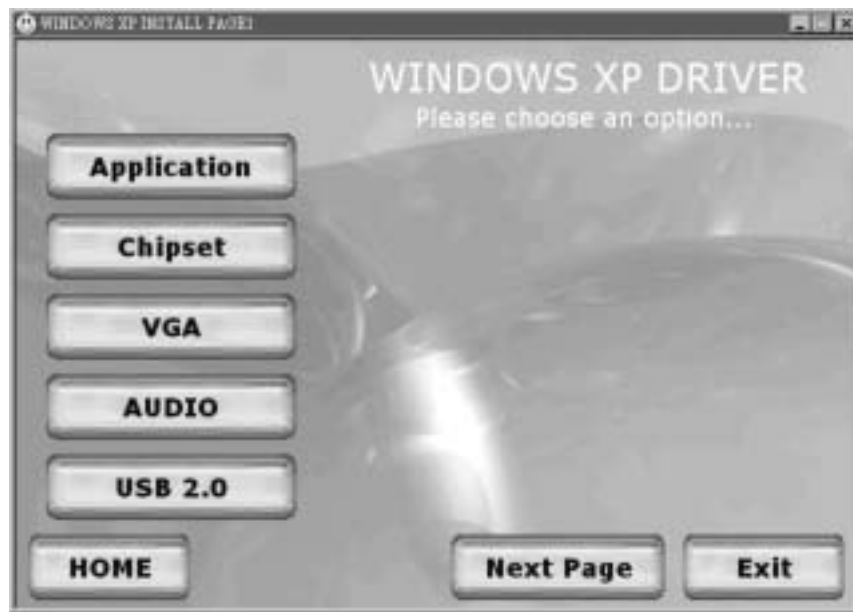 WINDOWS XP INSTALL PAGE1
WINDOWS XP DRIVER
Please choose an option...
Application
Chipset
VGA
AUDIO
USB 2.0
HOME
Next Page
Exit